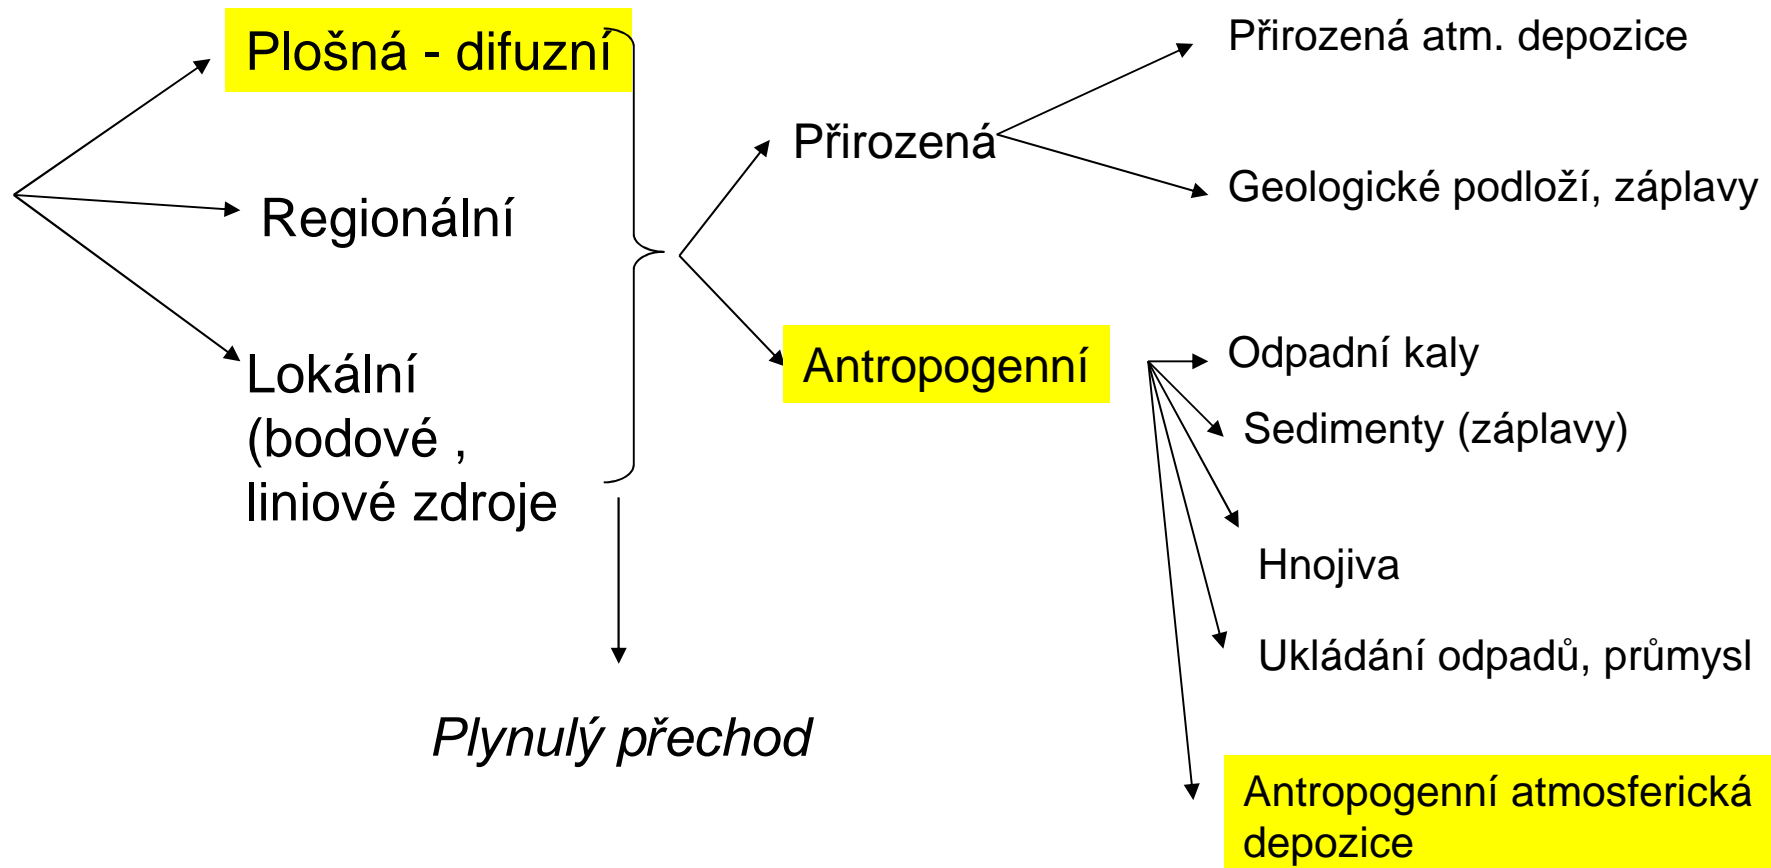 Plošná - difuzní
Regionální
Lokální
(bodové ,
liniové zdroje
Plynulý přechod
Přirozená
Antropogenní
Přirozená atm. depozice
Geologické podloží, záplavy
Odpadní kaly
Sedimenty (záplavy)
Hnojiva
Ukládání odpadů, průmysl
Antropogenní atmosferická
depozice